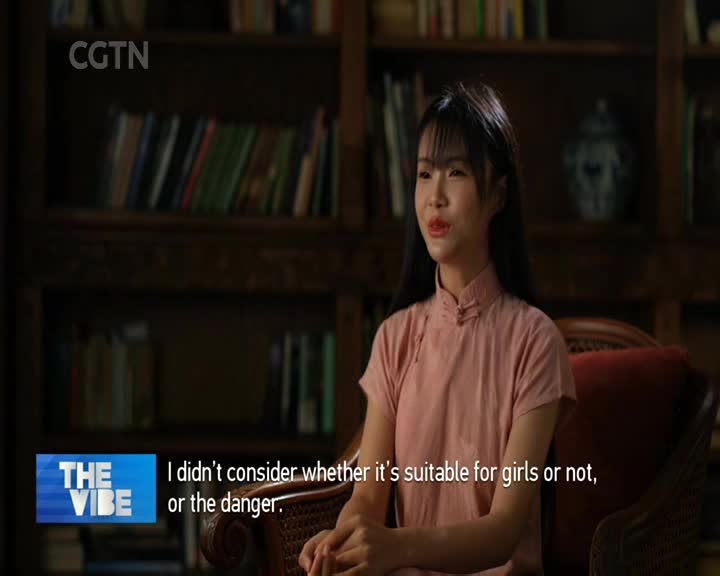 CGTN
THE
VIBE
I didn't consider whether it's suitable for girls or not,
or the danger.